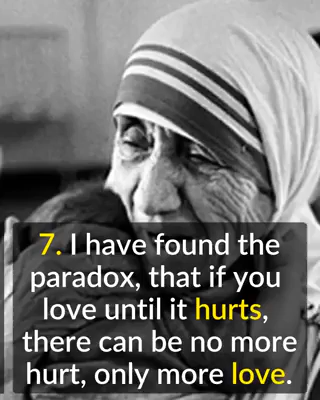 7. I have found the
paradox, that if you
love until it hurts,
there can be no more
hurt, only more love.